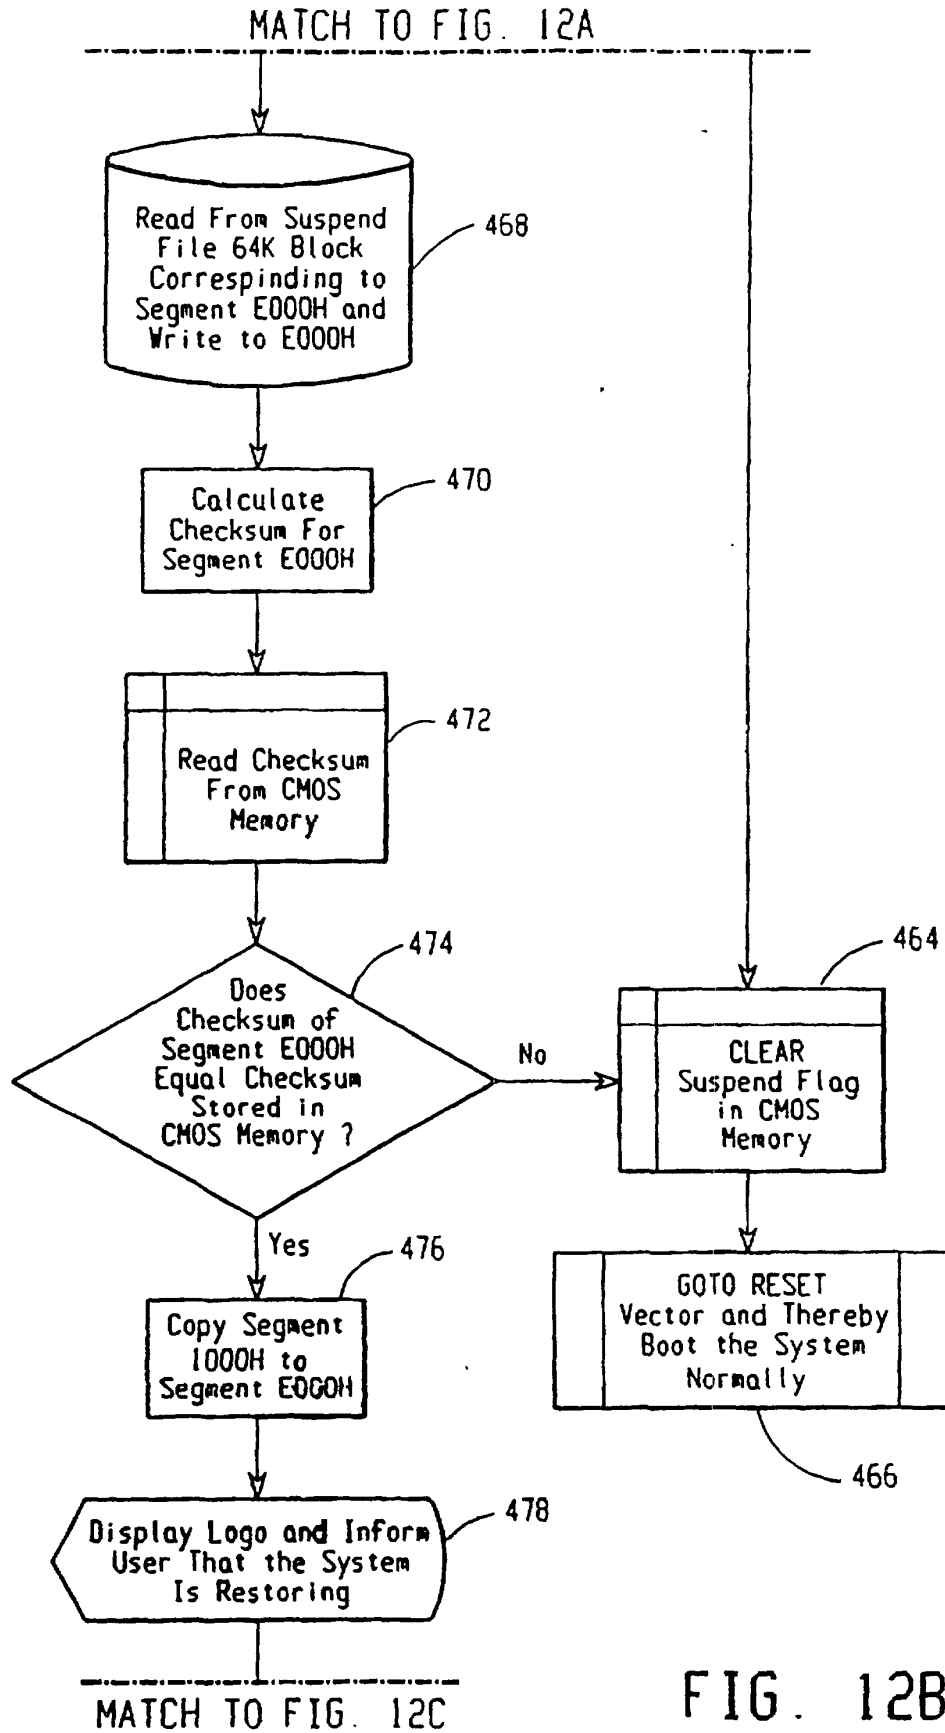 MATCH TO FIG. 12A
Read From Suspend
File 64K Block
Correspinding to
Segment E000H and
Write to E000H
468
Calculate
Checksum For
Segment E000H
470
Read Checksum
From CMOS
Memory
472
Does
Checksum of
Segment E000H
Equal Checksum
Stored in
CMOS Memory ?
474
No
CLEAR
Suspend Flag
in CMOS
Memory
464
Yes
GOTO RESET
Vector and Thereby
Boot the System
Normally
466
Copy Segment
1000H to
Segment E000H
476
Display Logo and Inform
User That the System
Is Restoring
478
MATCH TO FIG. 12C
FIG. 12B